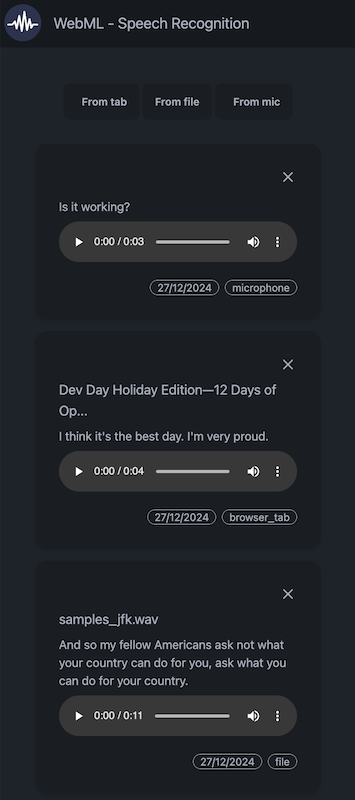 WebML - Speech Recognition
From tab From file From mic
Is it working?
0:00 / 0:03
27/12/2024 microphone
Dev Day Holiday Edition—12 Days of
Op...
I think it's the best day. I'm very proud.
0:00 / 0:04
27/12/2024 browser_tab
samples_jfk.wav
And so my fellow Americans ask not what
your country can do for you, ask what you
can do for your country.
0:00 / 0:11
27/12/2024 file